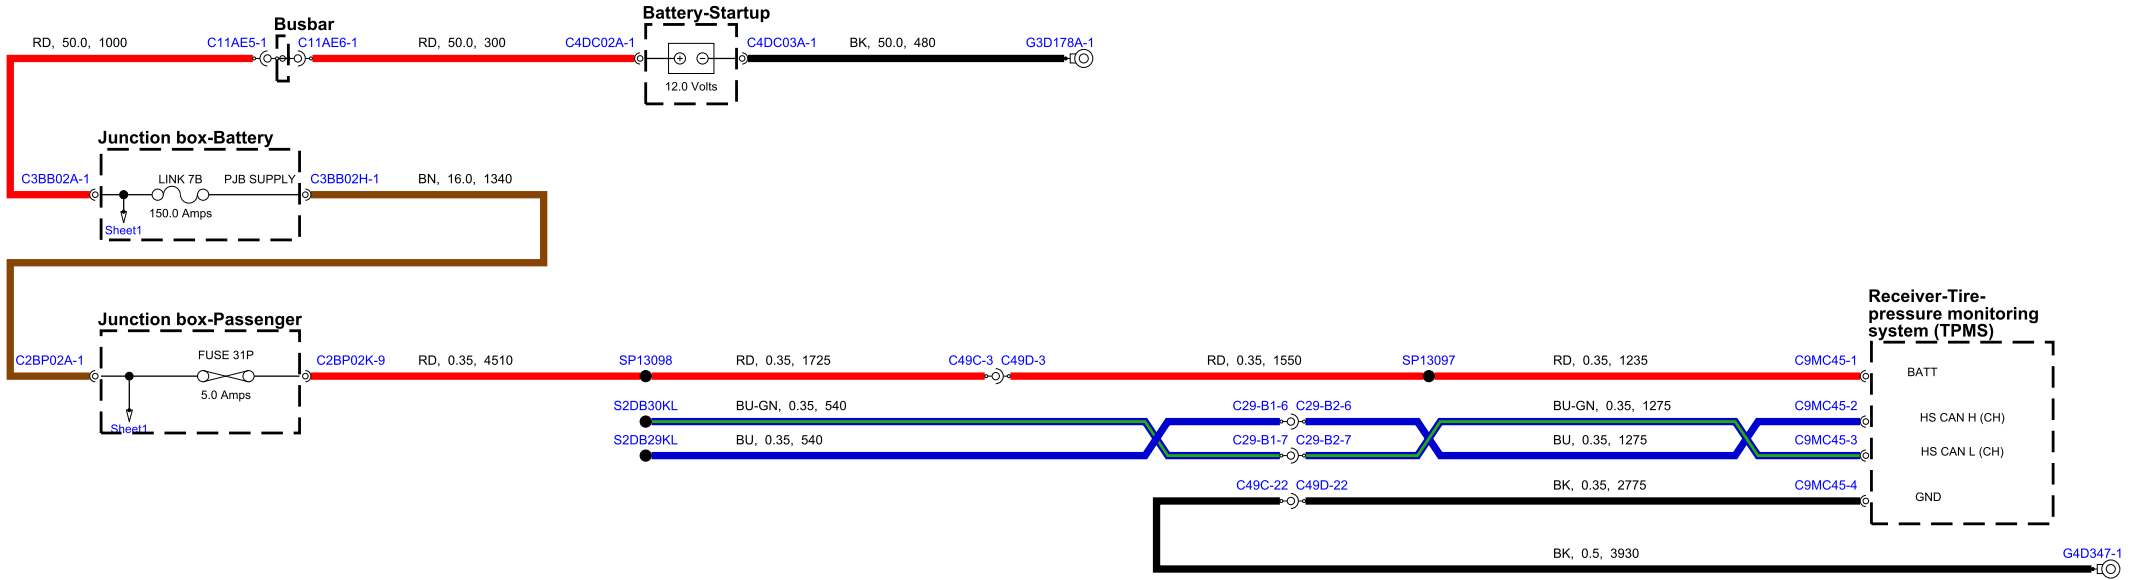 Busbar
Battery-Startup
RD, 50.0, 1000
C11AE5-1
C11AE6-1
RD, 50.0, 300
C4DC02A-1
C4DC03A-1
BK, 50.0, 480
G3D178A-1
12.0 Volts
Junction box-Battery
C3BB02A-1
LINK 7B
PJB SUPPLY
C3BB02H-1
BN, 16.0, 1340
150.0 Amps
Sheet1
Junction box-Passenger
C2BP02A-1
FUSE 31P
C2BP02K-9
RD, 0.35, 4510
SP13098
RD, 0.35, 1725
C49C-3
C49D-3
RD, 0.35, 1550
SP13097
RD, 0.35, 1235
C9MC45-1
Receiver-Tire-
pressure monitoring
system (TPMS)
BATT
5.0 Amps
Sheet1
S2DB30KL
BU-GN, 0.35, 540
C29-B1-6
C29-B2-6
BU-GN, 0.35, 1275
C9MC45-2
HS CAN H (CH)
S2DB29KL
BU, 0.35, 540
C29-B1-7
C29-B2-7
BU, 0.35, 1275
C9MC45-3
HS CAN L (CH)
C49C-22
C49D-22
BK, 0.35, 2775
C9MC45-4
GND
BK, 0.5, 3930
G4D347-1